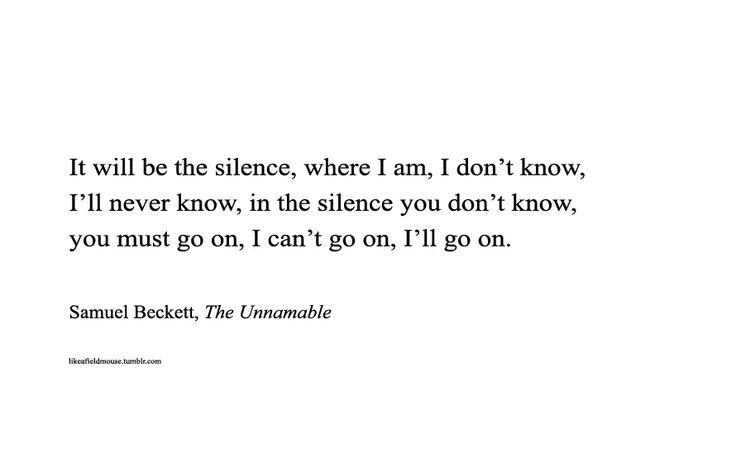 It will be the silence, where I am, I don’t know,
I’ll never know, in the silence you don’t know,
you must go on, I can’t go on, I’ll go on.
Samuel Beckett, The Unnamable
likeafieldmouse.tumblr.com